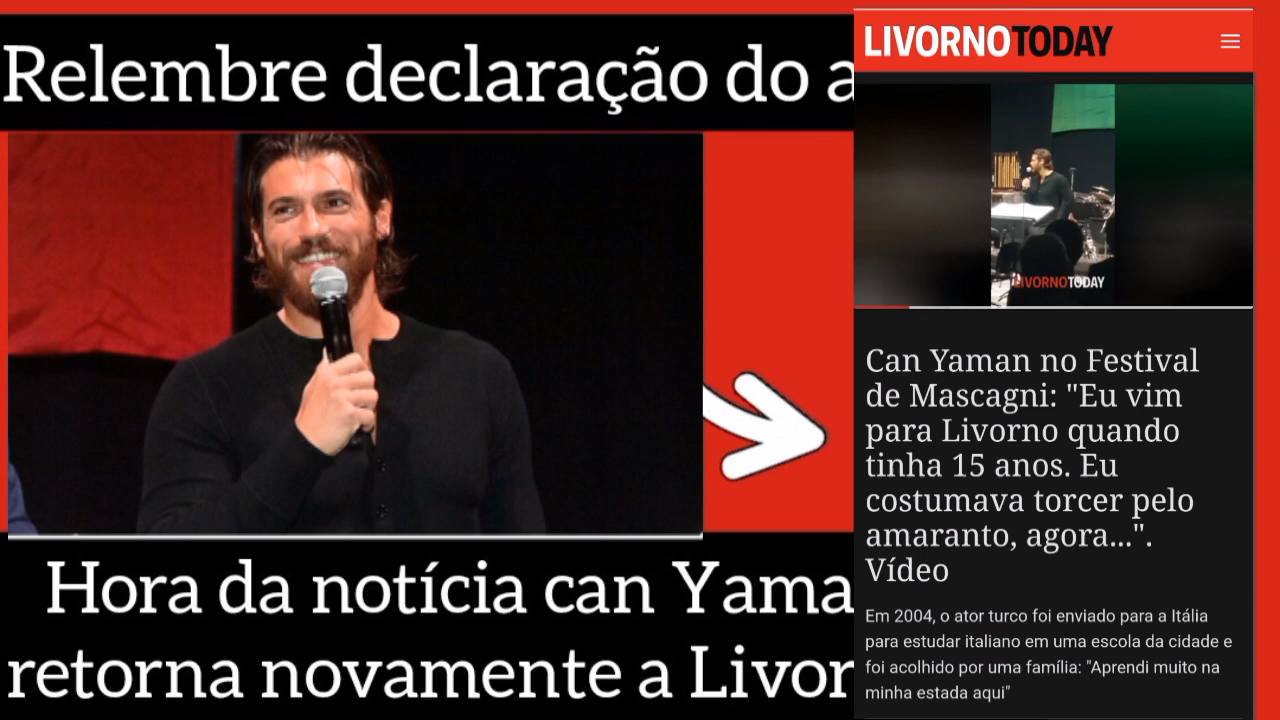 Relembre declaração do a
Hora da notícia can Yama
retorna novamente a Livor
LIVORNOTODAY
LIVORNOTODAY
Can Yaman no Festival
de Mascagni: "Eu vim
para Livorno quando
tinha 15 anos. Eu
costumava torcer pelo
amaranto, agora...".
Vídeo
Em 2004, o ator turco foi enviado para a Itália
para estudar italiano em uma escola da cidade e
foi acolhido por uma família: "Aprendi muito na
minha estada aqui"